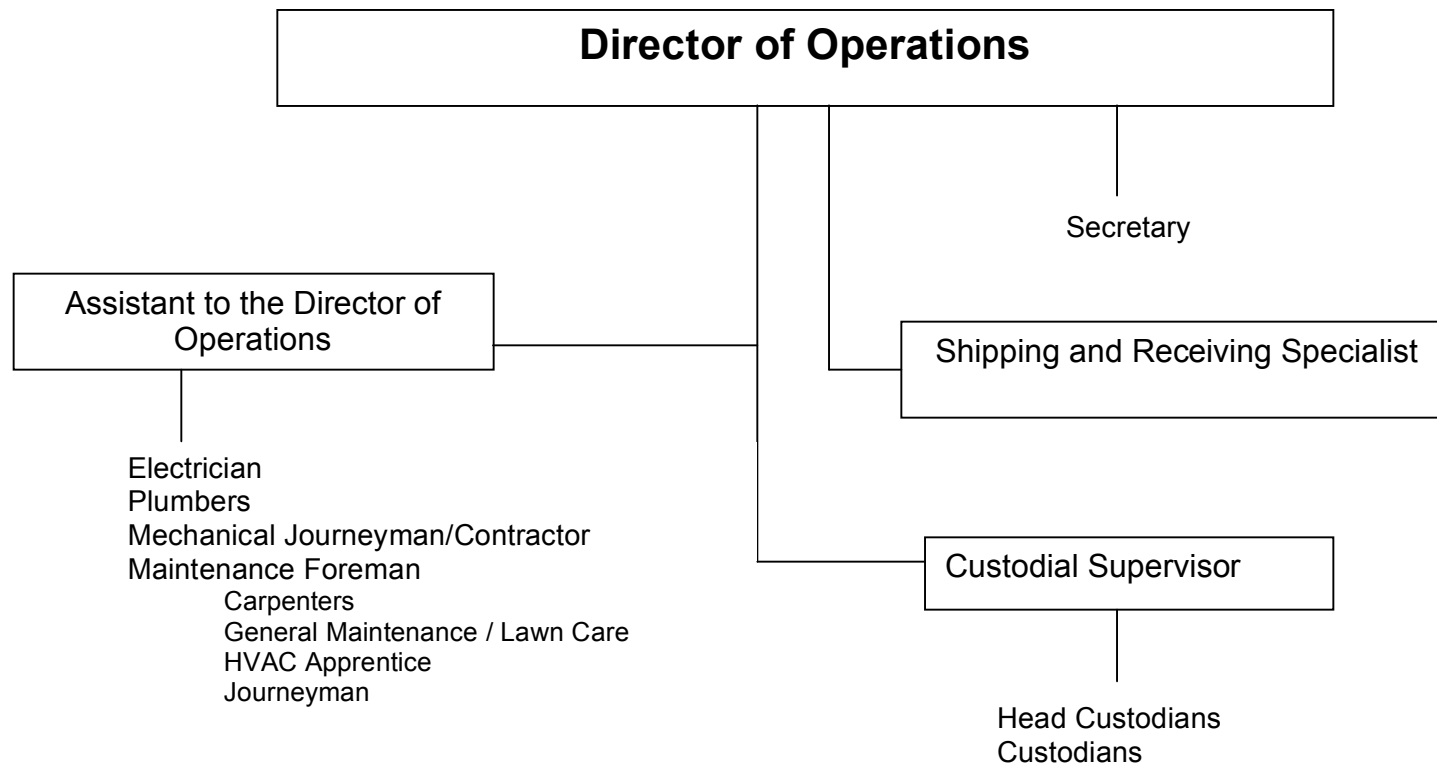 Director of Operations
Secretary
Assistant to the Director of
Operations
Shipping and Receiving Specialist
Electrician
Plumbers
Mechanical Journeyman/Contractor
Maintenance Foreman
Carpenters
General Maintenance / Lawn Care
HVAC Apprentice
Journeyman
Custodial Supervisor
Head Custodians
Custodians